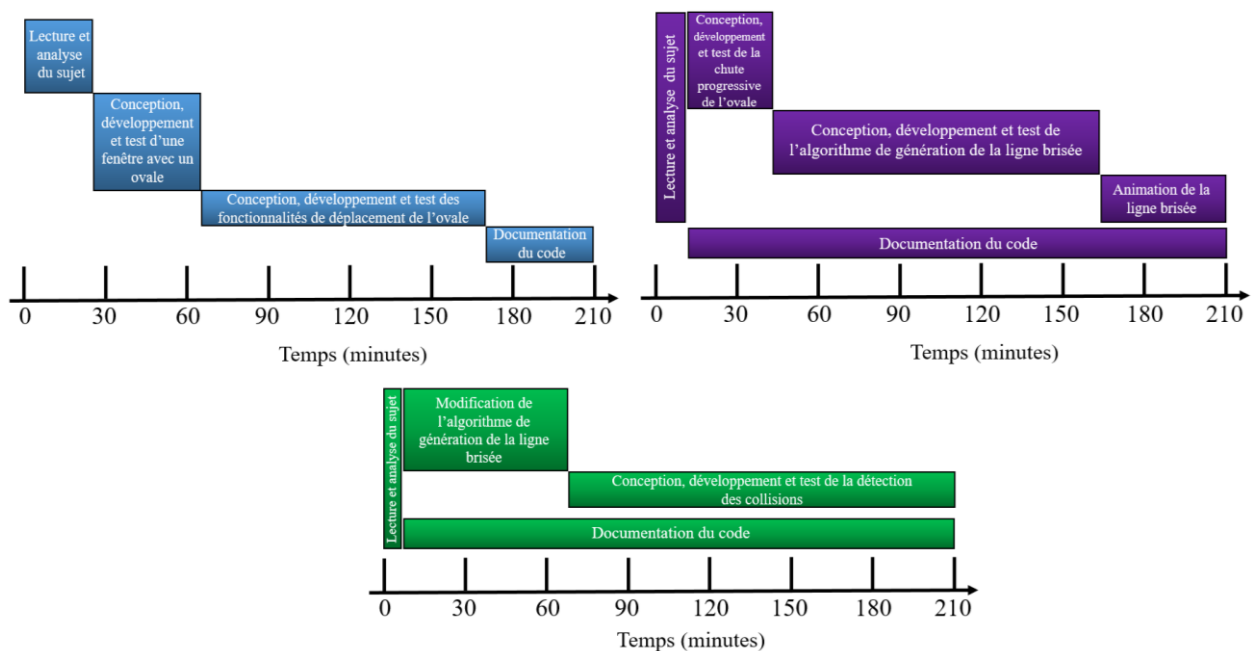 Lecture et
analyse
du sujet
Conception,
développement
et test d’une
fenêtre avec un
ovale
Conception, développement et test des
fonctionnalités de déplacement de l’ovale
Documentation
du code
0 30 60 90 120 150 180 210
Temps (minutes)
Lecture et analyse du sujet
Conception,
développement
et test de la
chute
progressive
de l’ovale
Conception, développement et test de
l’algorithme de génération de la ligne brisée
Animation de la
ligne brisée
Documentation du code
0 30 60 90 120 150 180 210
Temps (minutes)
Lecture et analyse du sujet
Modification de
l’algorithme de
génération de la ligne
brisée
Conception, développement et test de la détection
des collisions
Documentation du code
0 30 60 90 120 150 180 210
Temps (minutes)